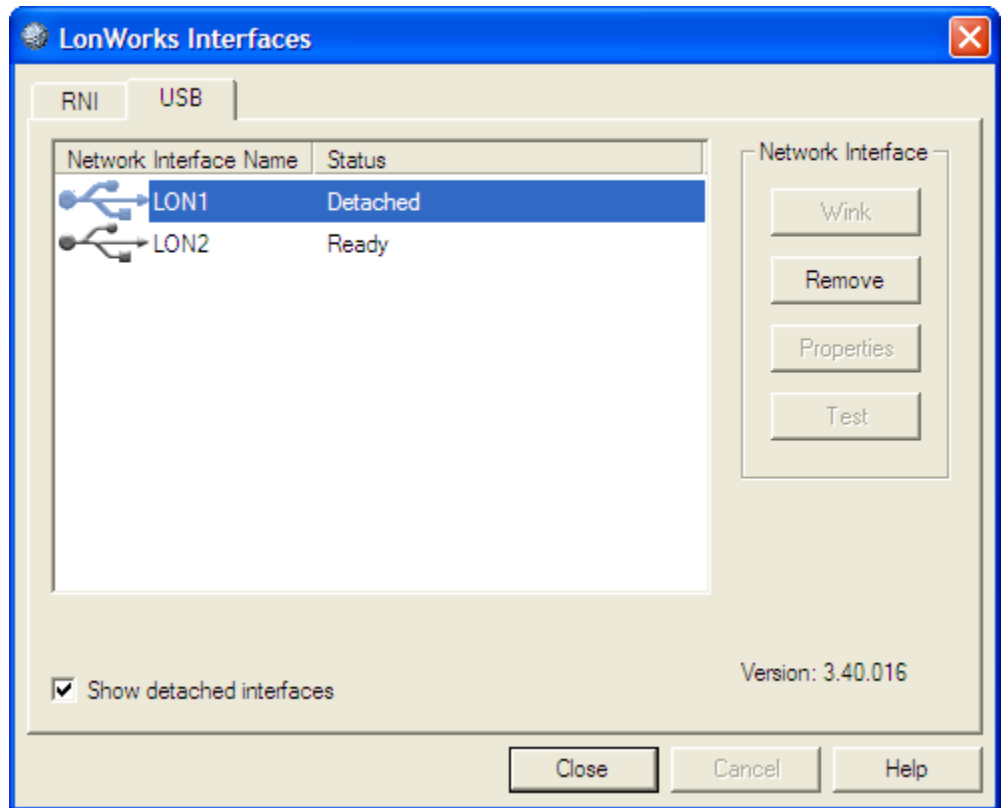 LonWorks Interfaces
RNI USB
Network Interface Name Status
LON1 Detached
LON2 Ready
Network Interface
Wink
Remove
Properties
Test
Show detached interfaces
Version: 3.40.016
Close Cancel Help